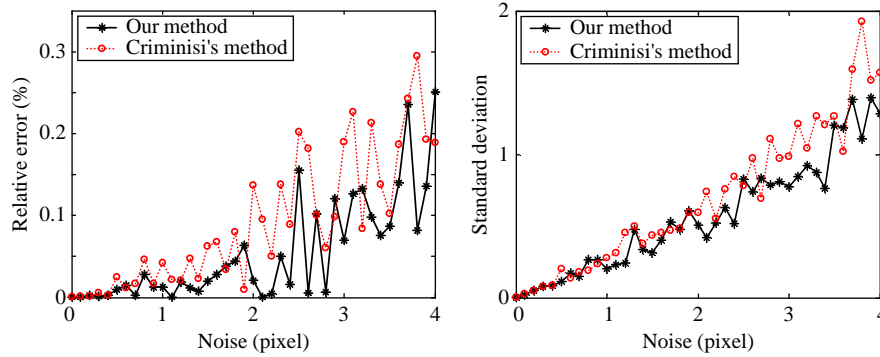 Our method
Criminisi's method
Relative error (%)
0.3
0.2
0.1
0
0 1 2 3 4
Noise (pixel)
Our method
Criminisi's method
Standard deviation
2
1
0
0 1 2 3 4
Noise (pixel)